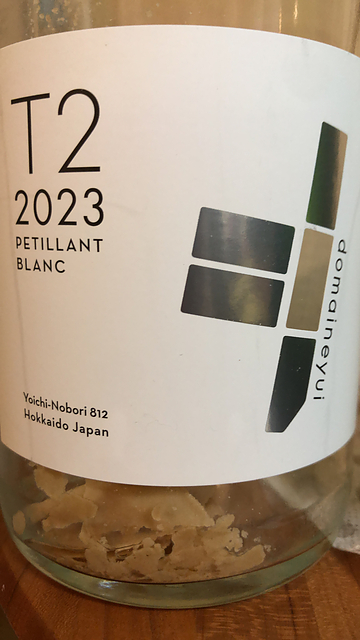 T2
2023
PETILLANT
BLANC
domaineyui
Yoichi-Nobori 812
Hokkaido Japan